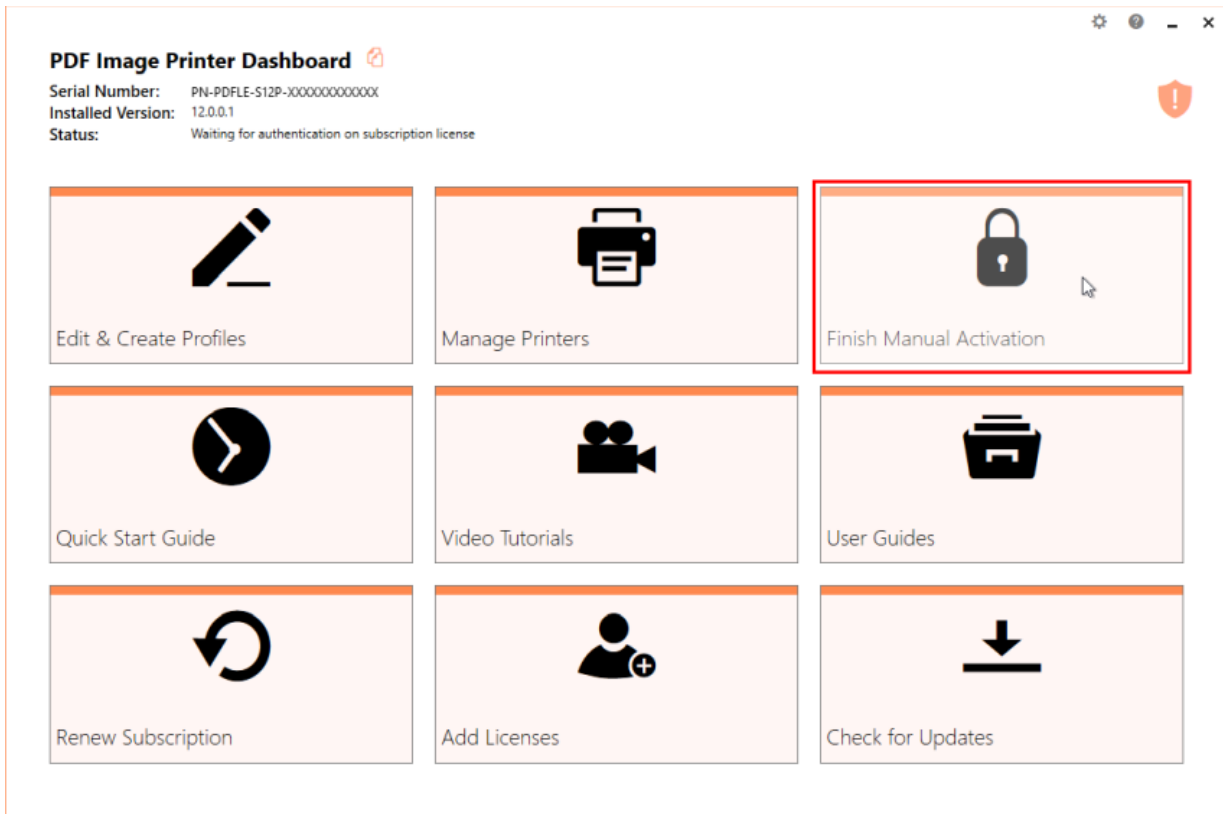 PDF Image Printer Dashboard
Serial Number: PN-PDFLE-S12P-XXXXXXXXXXXX
Installed Version: 12.0.0.1
Status: Waiting for authentication on subscription license
Edit & Create Profiles
Manage Printers
Finish Manual Activation
Quick Start Guide
Video Tutorials
User Guides
Renew Subscription
Add Licenses
Check for Updates